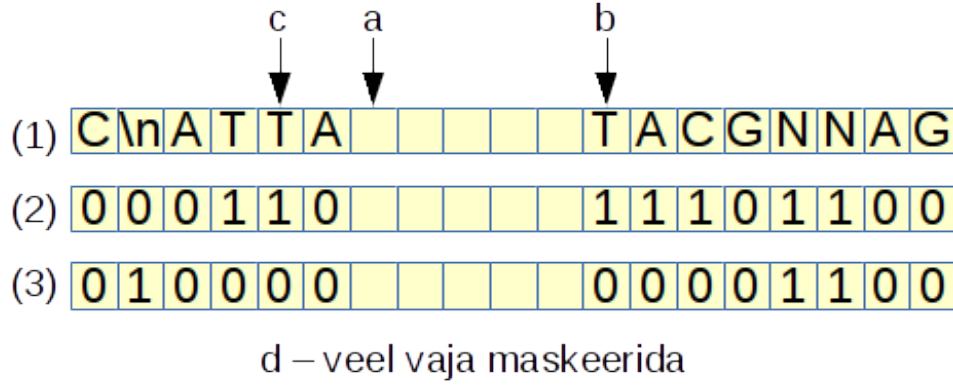 c a b
(1) C \n A T T A T A C G N N A G
(2) 0 0 0 1 1 0 1 1 1 0 1 1 0 0
(3) 0 1 0 0 0 0 0 0 0 0 1 1 0 0
d – veel vaja maskeerida